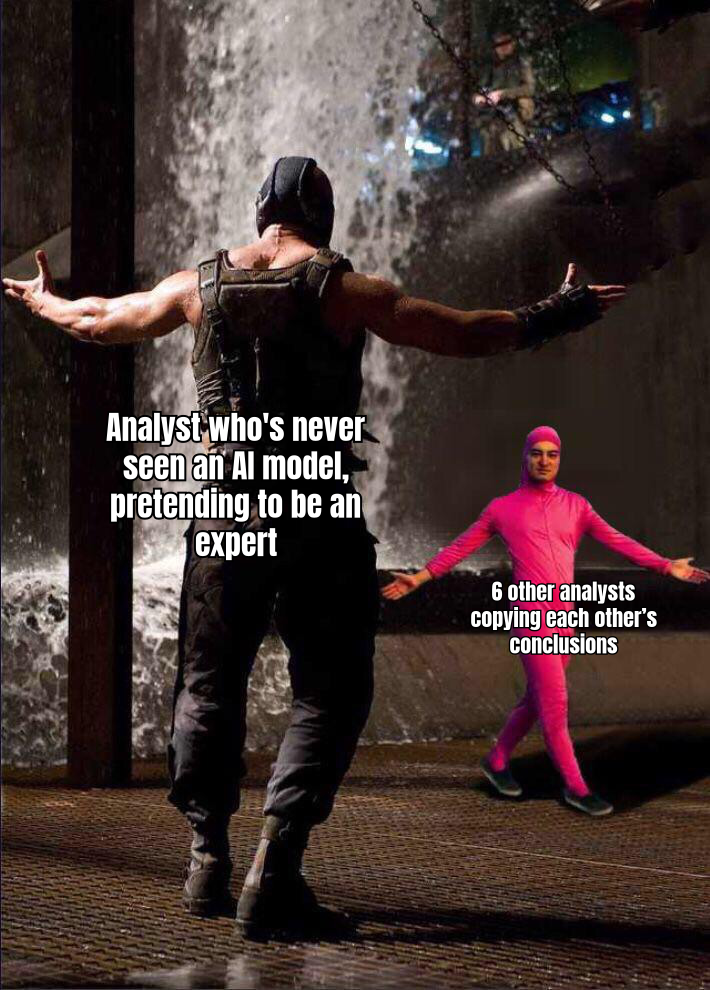 Analyst who's never
seen an AI model,
pretending to be an
expert
6 other analysts
copying each other's
conclusions